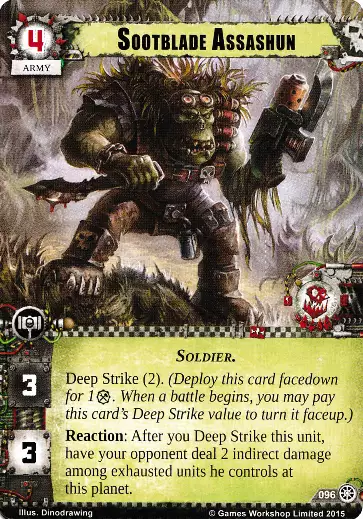 4
SOOTBLADE ASSASHUN
ARMY
SOLDIER.
3
Deep Strike (2). (Deploy this card facedown
for 1. When a battle begins, you may pay
this card's Deep Strike value to turn it faceup.)
3
Reaction: After you Deep Strike this unit,
have your opponent deal 2 indirect damage
among exhausted units he controls at
this planet.
096
Illus. Dinodrawing
© Games Workshop Limited 2015